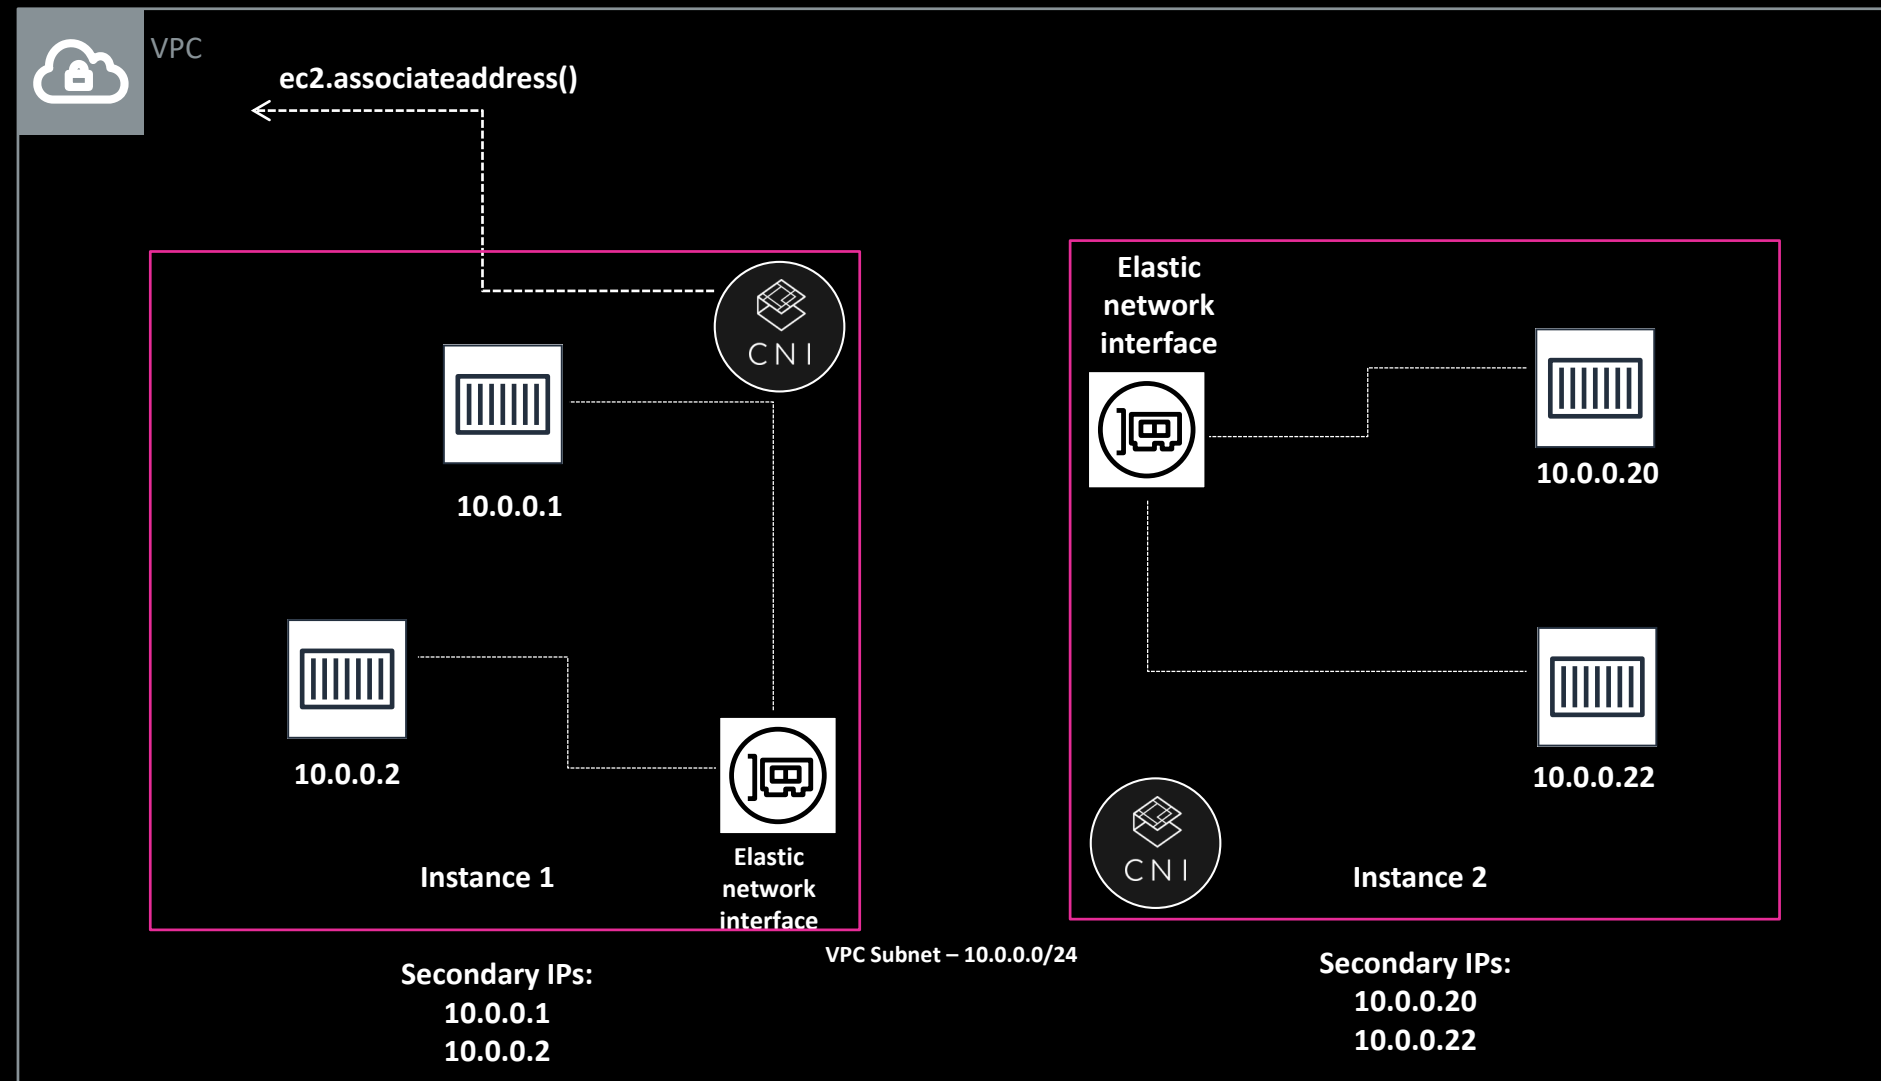 VPC
ec2.associateaddress()
CNI
10.0.0.1
10.0.0.2
Elastic
network
interface
Instance 1
Secondary IPs:
10.0.0.1
10.0.0.2
VPC Subnet – 10.0.0.0/24
Elastic
network
interface
10.0.0.20
10.0.0.22
CNI
Instance 2
Secondary IPs:
10.0.0.20
10.0.0.22